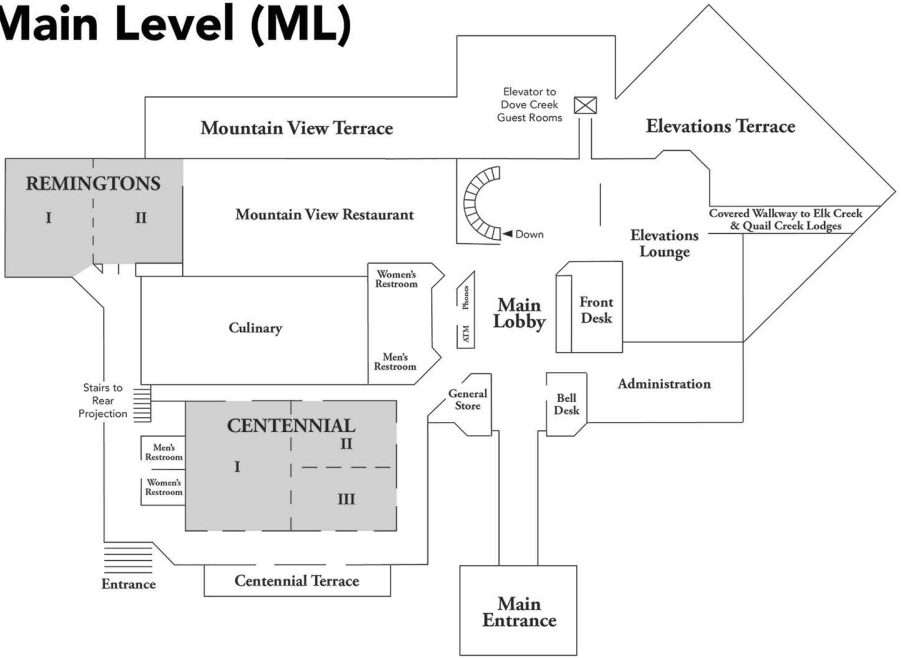 Main Level (ML)
Elevator to
Dove Creek
Guest Rooms
Mountain View Terrace
Elevations Terrace
REMINGTONS
I
II
Mountain View Restaurant
Down
Covered Walkway to Elk Creek
& Quail Creek Lodges
Elevations
Lounge
Women's
Restroom
Phones
ATM
Main
Lobby
Front
Desk
Culinary
Men's
Restroom
Stairs to
Rear
Projection
General
Store
Bell
Desk
Administration
CENTENNIAL
I
II
III
Men's
Restroom
Women's
Restroom
Entrance
Centennial Terrace
Main
Entrance